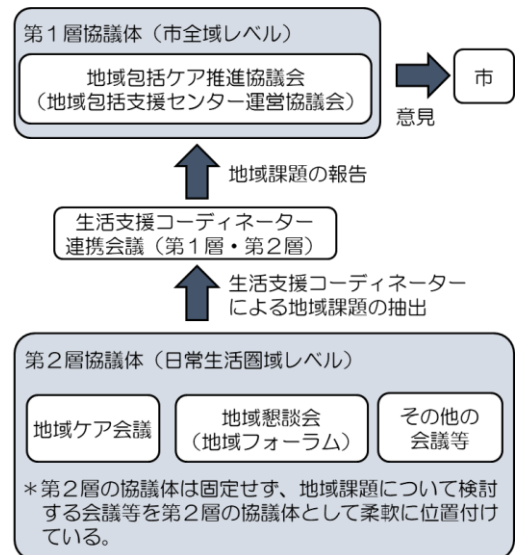 第１層協議体（市全域レベル）
地域包括ケア推進協議会
（地域包括支援センター運営協議会）
市
意見
地域課題の報告
生活支援コーディネーター
連携会議（第１層・第２層）
生活支援コーディネーター
による地域課題の抽出
第２層協議体（日常生活圏域レベル）
地域ケア会議
地域懇談会
（地域フォーラム）
その他の
会議等
＊第２層の協議体は固定せず、地域課題について検討
する会議等を第２層の協議体として柔軟に位置付け
ている。